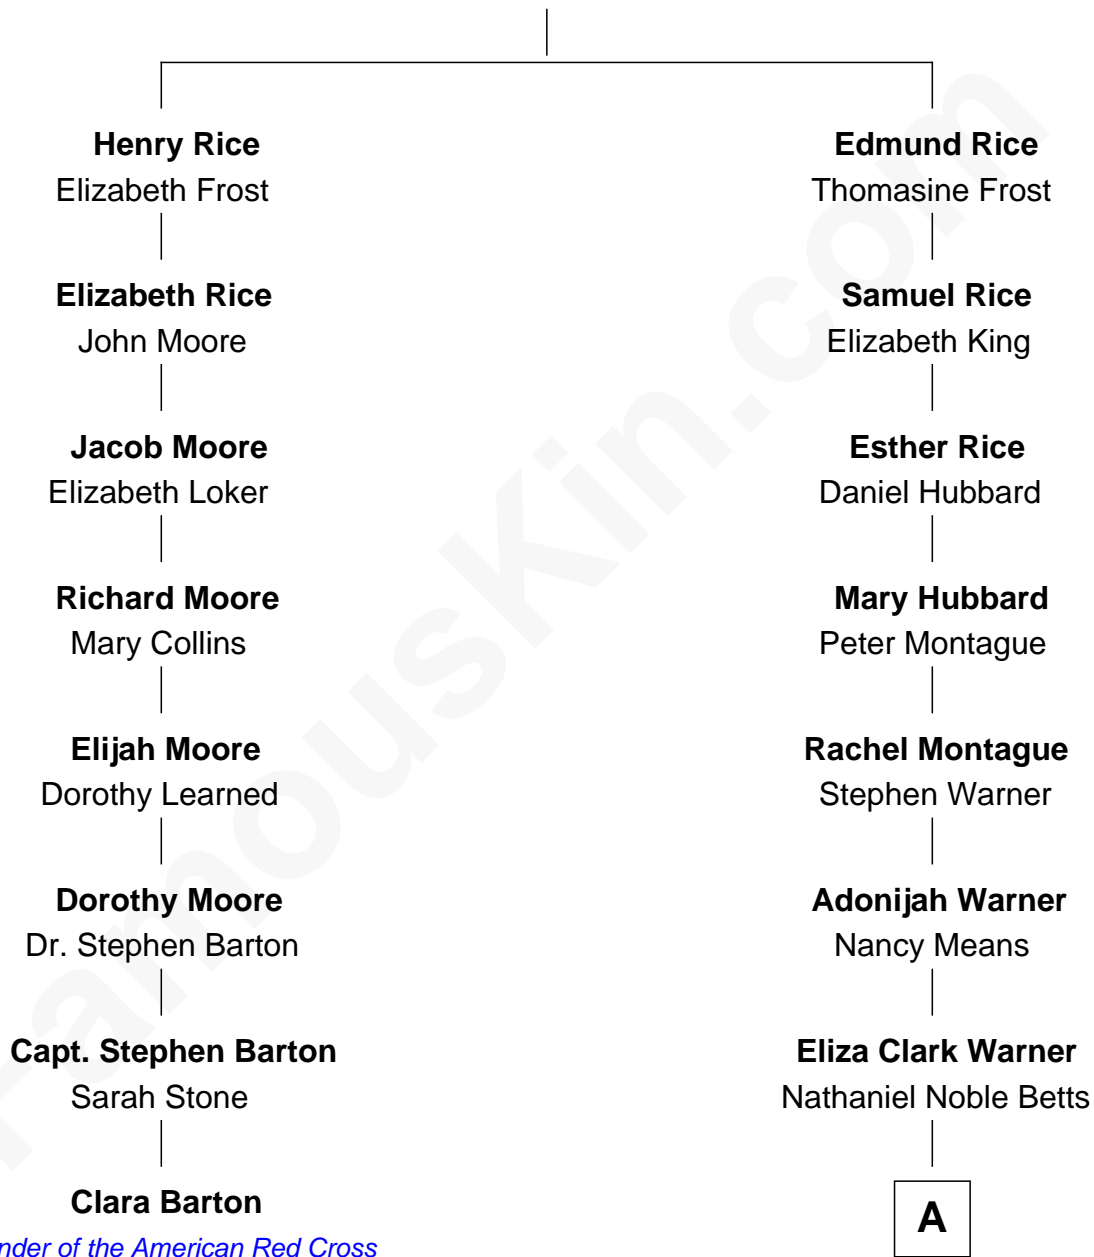 Henry Rice
Elizabeth Frost
Elizabeth Rice
John Moore
Jacob Moore
Elizabeth Loker
Richard Moore
Mary Collins
Elijah Moore
Dorothy Learned
Dorothy Moore
Dr. Stephen Barton
Capt. Stephen Barton
Sarah Stone
Clara Barton
nder of the American Red Cross
Edmund Rice
Thomasine Frost
Samuel Rice
Elizabeth King
Esther Rice
Daniel Hubbard
Mary Hubbard
Peter Montague
Rachel Montague
Stephen Warner
Adonijah Warner
Nancy Means
Eliza Clark Warner
Nathaniel Noble Betts
A
FamousKin.com